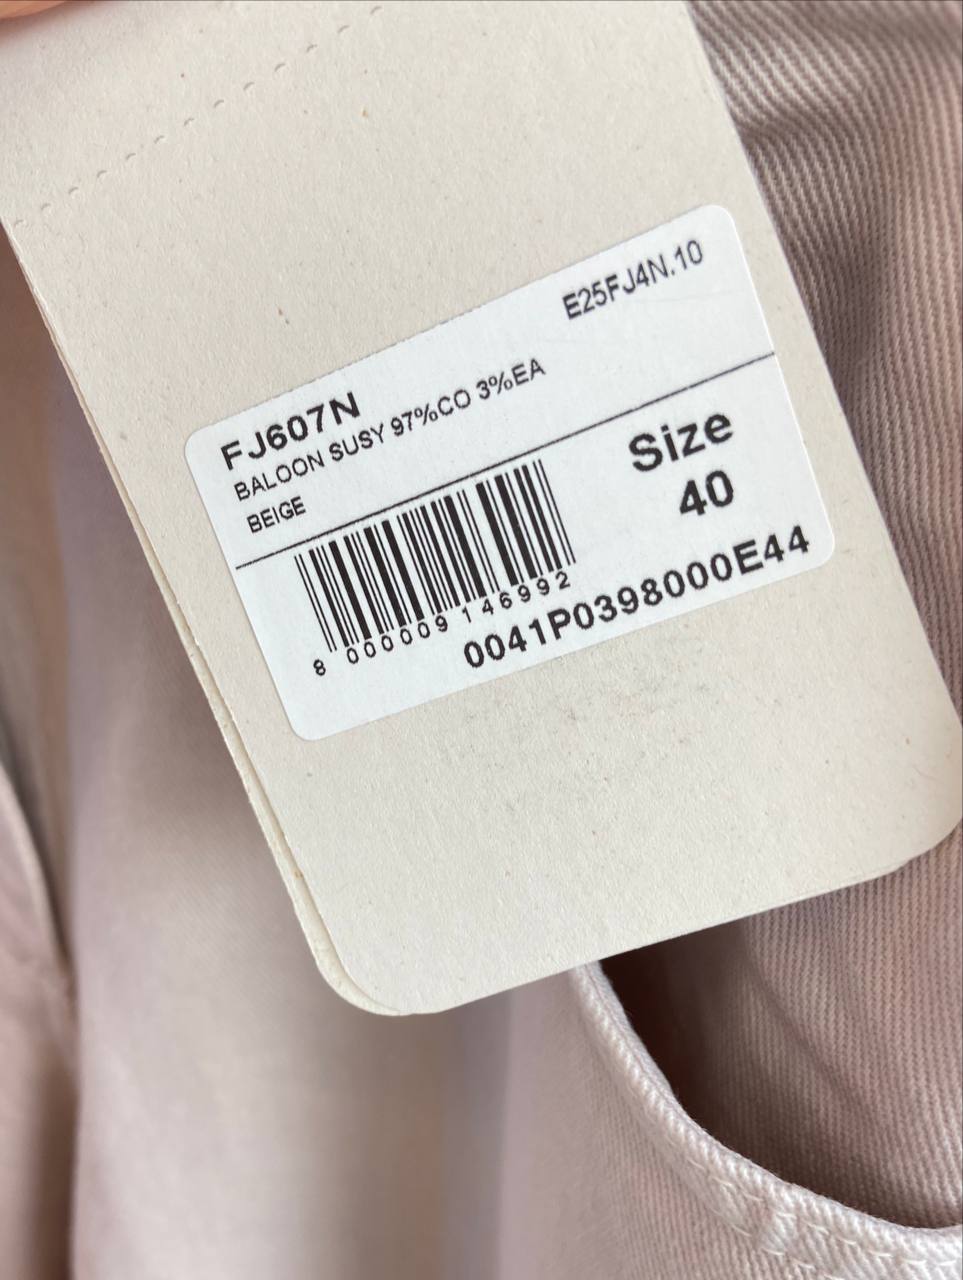 E25FJ4N.10
FJ607N
BALOON SUSY 97%CO 3%EA
BEIGE
Size
40
8 000009 146992
0041P0398000E44